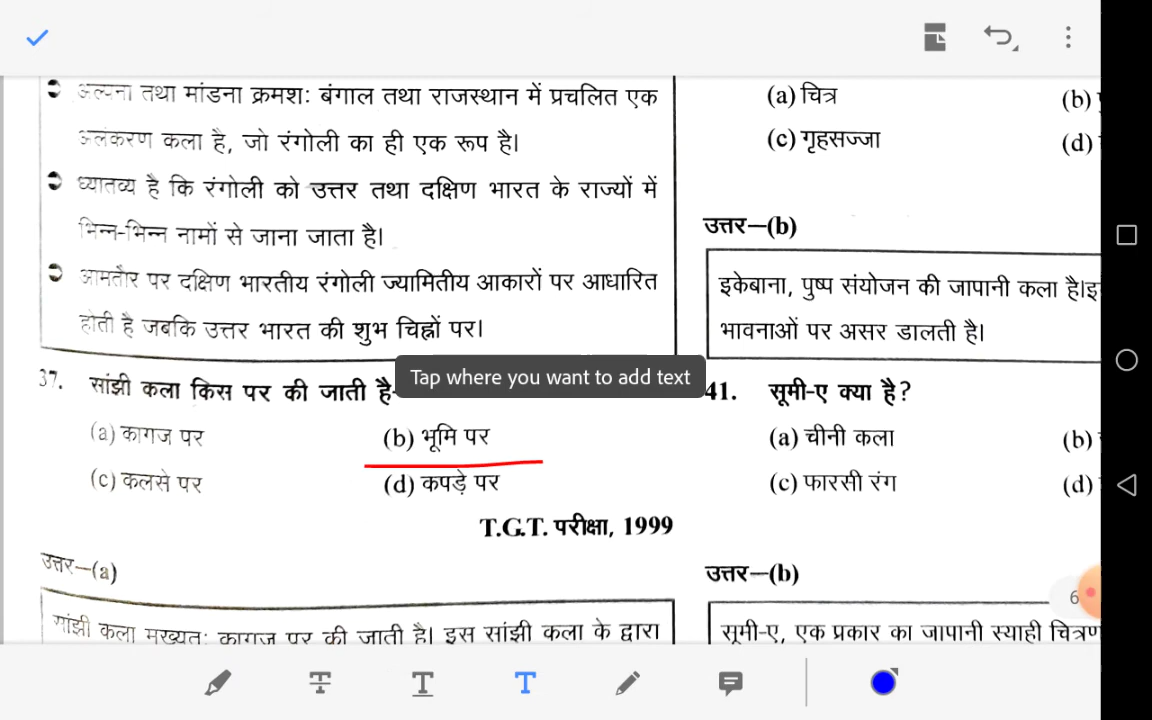 अल्पना तथा मांडना क्रमशः बंगाल तथा राजस्थान में प्रचलित एक
अलंकरण कला है, जो रंगोली का ही एक रूप है।
ध्यातव्य है कि रंगोली को उत्तर तथा दक्षिण भारत के राज्यों में
भिन्न-भिन्न नामों से जाना जाता है।
आमतौर पर दक्षिण भारतीय रंगोली ज्यामितीय आकारों पर आधारित
होती है जबकि उत्तर भारत की शुभ चिह्नों पर।
37. सांझी कला किस पर की जाती है-
(a) कागज पर (b) भूमि पर
(c) कलसे पर (d) कपड़े पर
T.G.T. परीक्षा, 1999
उत्तर—(a)
सांझी कला मुख्यतः कागज पर की जाती है। इस सांझी कला के द्वारा
(a) चित्र (b)
(c) गृहसज्जा (d)
उत्तर—(b)
इकेबाना, पुष्प संयोजन की जापानी कला है।
भावनाओं पर असर डालती है।
Tap where you want to add text
41. सूमी-ए क्या है?
(a) चीनी कला (b)
(c) फारसी रंग (d)
उत्तर—(b)
सूमी-ए, एक प्रकार का जापानी स्याही
6
T T T